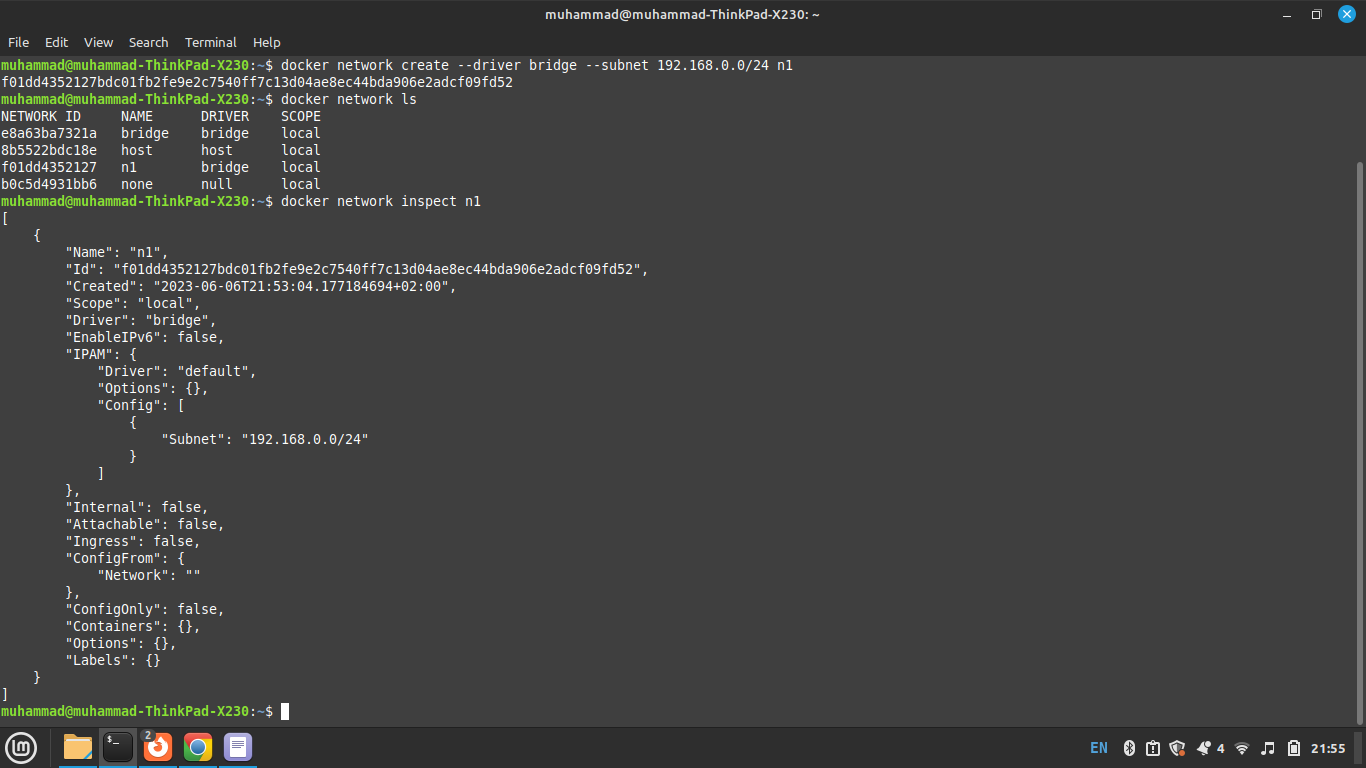 muhammad@muhammad-ThinkPad-X230: ~
File Edit View Search Terminal Help
muhammad@muhammad-ThinkPad-X230:~$ docker network create --driver bridge --subnet 192.168.0.0/24 n1
f01dd4352127bdc01fb2fe9e2c7540ff7c13d04ae8ec44bda906e2adcf09fd52
muhammad@muhammad-ThinkPad-X230:~$ docker network ls
NETWORK ID     NAME      DRIVER    SCOPE
e8a63ba7321a   bridge    bridge    local
8b5522bdc18e   host      host      local
f01dd4352127   n1        bridge    local
b0c5d4931bb6   none      null      local
muhammad@muhammad-ThinkPad-X230:~$ docker network inspect n1
[
    {
        "Name": "n1",
        "Id": "f01dd4352127bdc01fb2fe9e2c7540ff7c13d04ae8ec44bda906e2adcf09fd52",
        "Created": "2023-06-06T21:53:04.177184694+02:00",
        "Scope": "local",
        "Driver": "bridge",
        "EnableIPv6": false,
        "IPAM": {
            "Driver": "default",
            "Options": {},
            "Config": [
                {
                    "Subnet": "192.168.0.0/24"
                }
            ]
        },
        "Internal": false,
        "Attachable": false,
        "Ingress": false,
        "ConfigFrom": {
            "Network": ""
        },
        "ConfigOnly": false,
        "Containers": {},
        "Options": {},
        "Labels": {}
    }
]
muhammad@muhammad-ThinkPad-X230:~$
$_ 2 EN 4 21:55